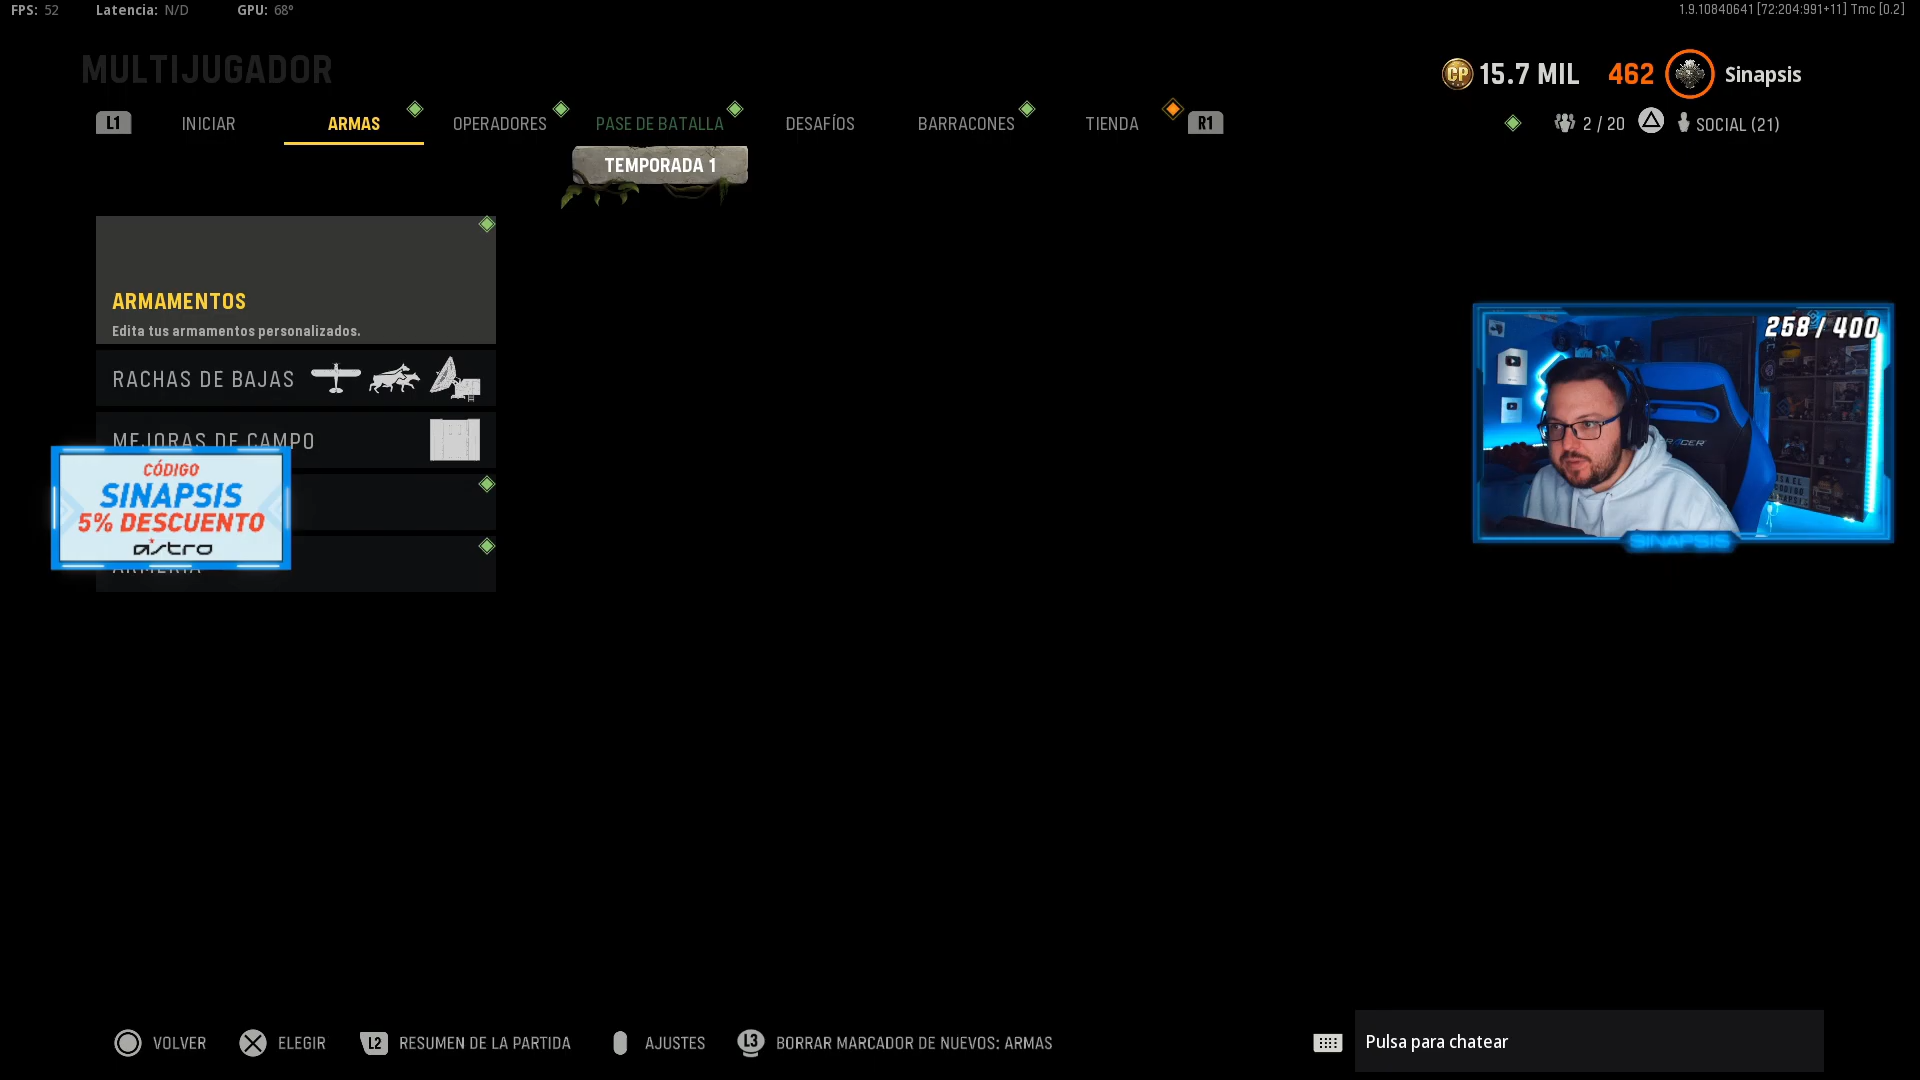 FPS: 52 Latencia: N/D GPU: 68°
1.9.10840641 [72:204:991+11] Tmc [0.2]
MULTIJUGADOR
CP 15.7 MIL 462 Sinapsis
L1 INICIAR ARMAS OPERADORES PASE DE BATALLA DESAFÍOS BARRACONES TIENDA R1
2 / 20 SOCIAL (21)
TEMPORADA 1
ARMAMENTOS
Edita tus armamentos personalizados.
RACHAS DE BAJAS
MEJORAS DE CAMPO
CÓDIGO
SINAPSIS
5% DESCUENTO
astro
ARMERÍA
258 / 400
SINAPSIS
VOLVER ELEGIR L2 RESUMEN DE LA PARTIDA AJUSTES L3 BORRAR MARCADOR DE NUEVOS: ARMAS
Pulsa para chatear